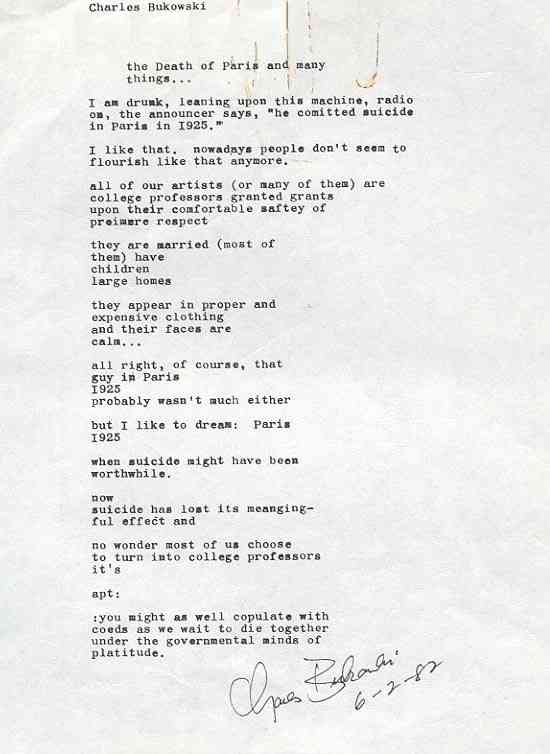 Charles Bukowski
the Death of Paris and many
things...
I am drunk, leaning upon this machine, radio
on, the announcer says, "he comitted suicide
in Paris in I925."
I like that. nowadays people don't seem to
flourish like that anymore.
all of our artists (or many of them) are
college professors granted grants
upon their comfortable saftey of
preimere respect
they are married (most of
them) have
children
large homes
they appear in proper and
expensive clothing
and their faces are
calm...
all right, of course, that
guy in Paris
I925
probably wasn't much either
but I like to dream: Paris
I925
when suicide might have been
worthwhile.
now
suicide has lost its meanging-
ful effect and
no wonder most of us choose
to turn into college professors
it's
apt:
:you might as well copulate with
coeds as we wait to die together
under the governmental minds of
platitude.
Charles Bukowski
6-2-82